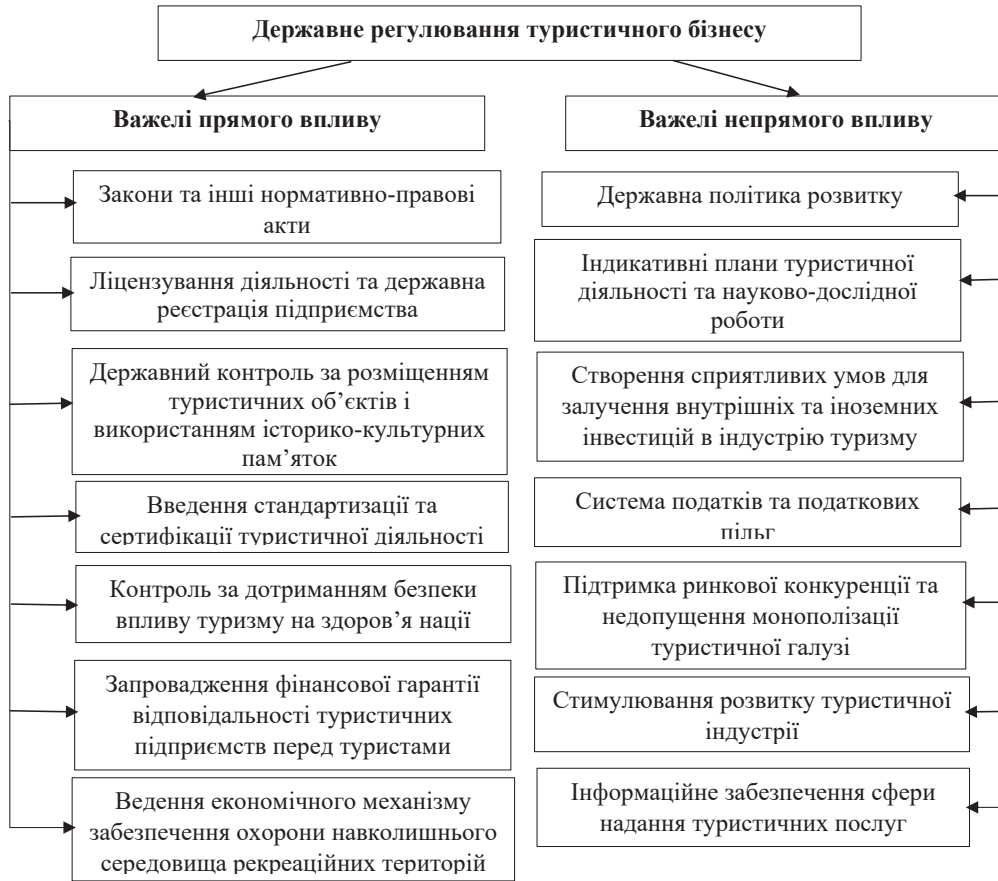 Державне регулювання туристичного бізнесу
Важелі прямого впливу
Закони та інші нормативно-правові
акти
Ліцензування діяльності та державна
реєстрація підприємства
Державний контроль за розміщенням
туристичних об’єктів і
використанням історико-культурних
пам’яток
Введення стандартизації та
сертифікації туристичної діяльності
Контроль за дотриманням безпеки
впливу туризму на здоров’я нації
Запровадження фінансової гарантії
відповідальності туристичних
підприємств перед туристами
Ведення економічного механізму
забезпечення охорони навколишнього
середовища рекреаційних територій
Важелі непрямого впливу
Державна політика розвитку
Індикативні плани туристичної
діяльності та науково-дослідної
роботи
Створення сприятливих умов для
залучення внутрішніх та іноземних
інвестицій в індустрію туризму
Система податків та податкових
пільг
Підтримка ринкової конкуренції та
недопущення монополізації
туристичної галузі
Стимулювання розвитку туристичної
індустрії
Інформаційне забезпечення сфери
надання туристичних послуг